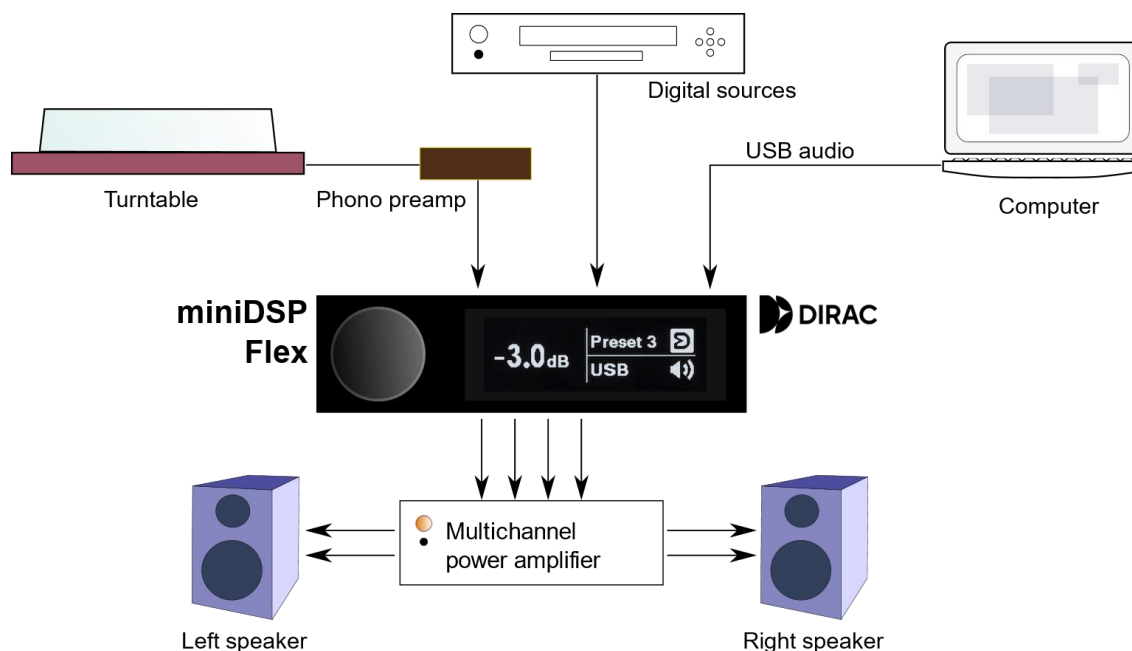 Digital sources
USB audio
Turntable
Phono preamp
Computer
miniDSP
Flex
DIRAC
-3.0dB
Preset 3
USB
Multichannel
power amplifier
Left speaker
Right speaker